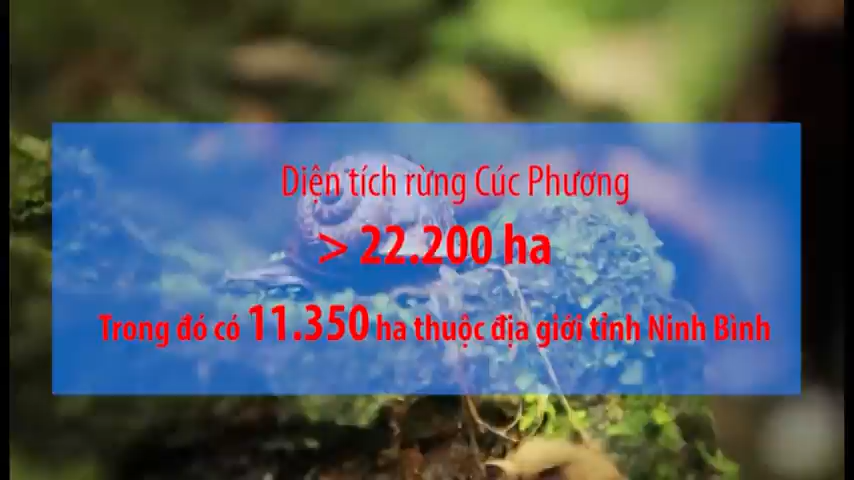 Diện tích rừng Cúc Phương
> 22.200 ha
Trong đó có 11.350 ha thuộc địa giới tỉnh Ninh Bình